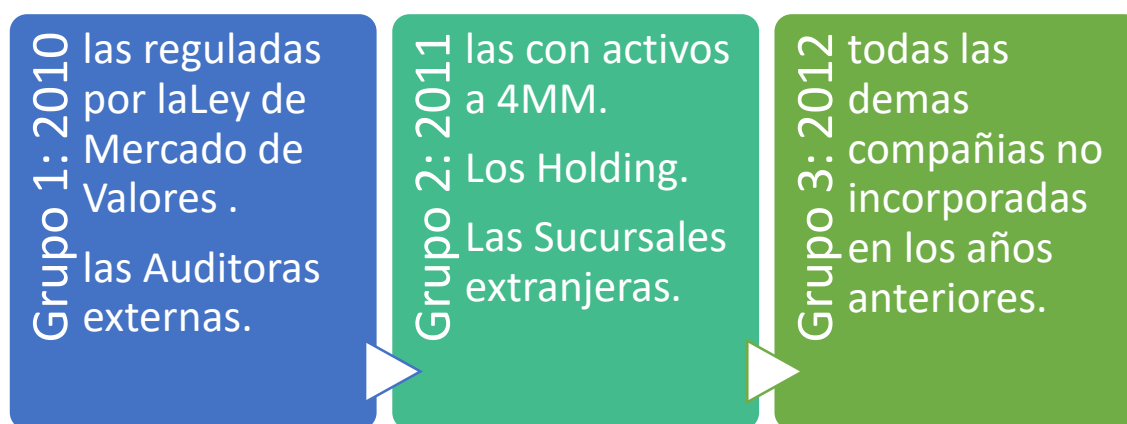 Grupo 1: 2010
las reguladas
por laLey de
Mercado de
Valores .
las Auditoras
externas.
Grupo 2: 2011
las con activos
a 4MM.
Los Holding.
Las Sucursales
extranjeras.
Grupo 3: 2012
todas las
demas
compañias no
incorporadas
en los años
anteriores.